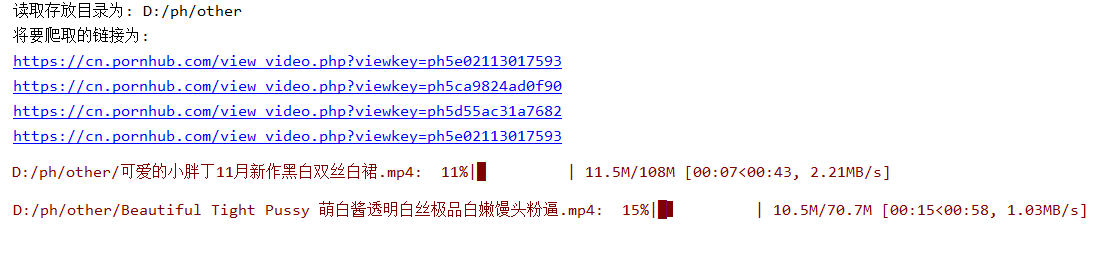 读取存放目录为: D:/ph/other
将要爬取的链接为:
https://cn.pornhub.com/view_video.php?viewkey=ph5e02113017593
https://cn.pornhub.com/view_video.php?viewkey=ph5ca9824ad0f90
https://cn.pornhub.com/view_video.php?viewkey=ph5d55ac31a7682
https://cn.pornhub.com/view_video.php?viewkey=ph5e02113017593
D:/ph/other/可爱的小胖丁11月新作黑白双丝白裙.mp4:  11%|█         | 11.5M/108M [00:07<00:43, 2.21MB/s]
D:/ph/other/Beautiful Tight Pussy 萌白酱透明白丝极品白嫩馒头粉逼.mp4:  15%|█▌        | 10.5M/70.7M [00:15<00:58, 1.03MB/s]